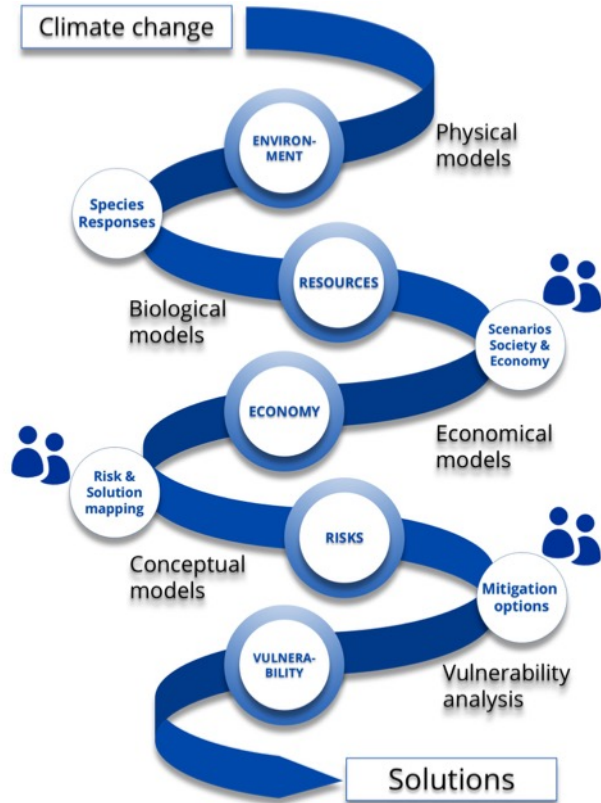 Climate change
ENVIRON-
MENT
Physical
models
Species
Responses
RESOURCES
Biological
models
Scenarios
Society &
Economy
ECONOMY
Economical
models
Risk &
Solution
mapping
RISKS
Conceptual
models
Mitigation
options
VULNERA-
BILITY
Vulnerability
analysis
Solutions